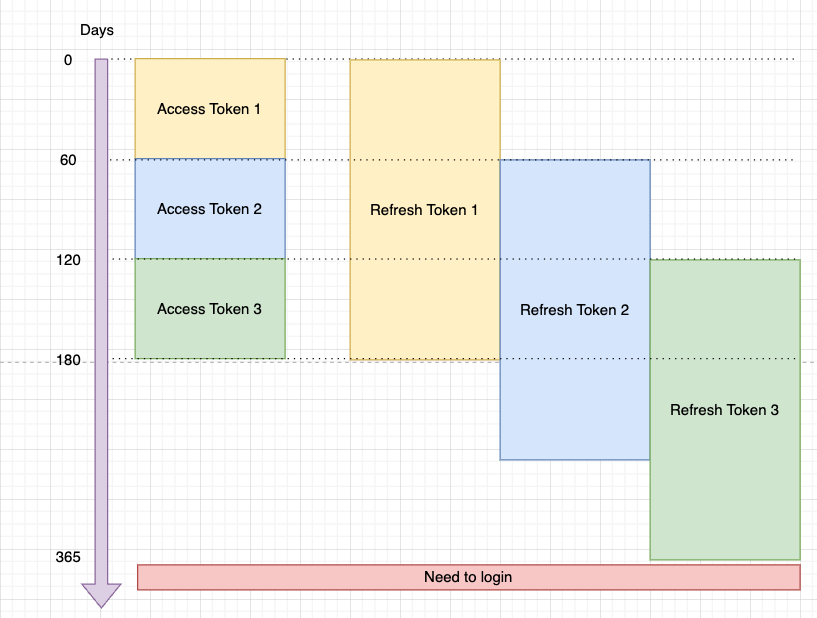 Days
0
Access Token 1
60
Access Token 2
Refresh Token 1
120
Access Token 3
Refresh Token 2
180
Refresh Token 3
365
Need to login